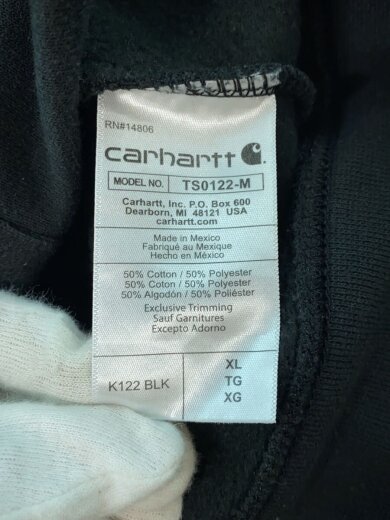 RN#14806
carhartt
MODEL NO. TS0122-M
Carhartt, Inc. P.O. Box 600
Dearborn, MI 48121 USA
carhartt.com
Made in Mexico
Fabriqué au Mexique
Hecho en México
50% Cotton / 50% Polyester
50% Coton / 50% Polyester
50% Algodón / 50% Poliéster
Exclusive Trimming
Sauf Garnitures
Excepto Adorno
K122 BLK
XL
TG
XG